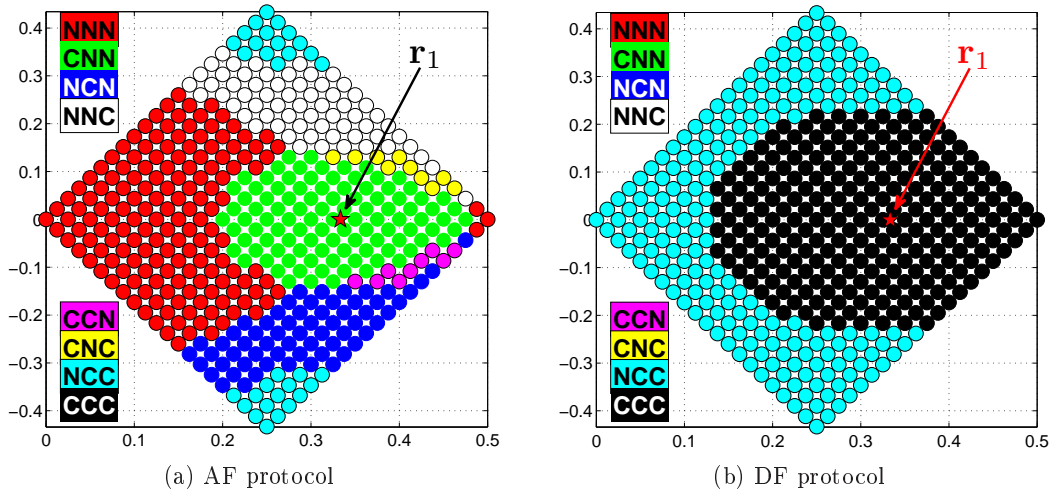 NNN
CNN
NCN
NNC
r1
CCN
CNC
NCC
CCC
0.4
0.3
0.2
0.1
0
−0.1
−0.2
−0.3
−0.4
0 0.1 0.2 0.3 0.4 0.5
(a) AF protocol
NNN
CNN
NCN
NNC
r1
CCN
CNC
NCC
CCC
0.4
0.3
0.2
0.1
0
−0.1
−0.2
−0.3
−0.4
0 0.1 0.2 0.3 0.4 0.5
(b) DF protocol